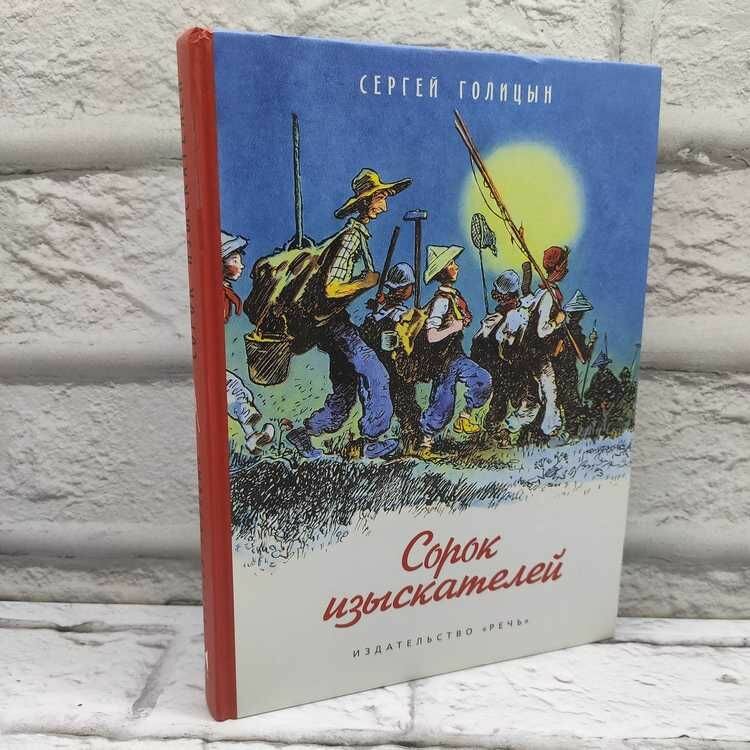 СЕРГЕЙ ГОЛИЦЫН
Сорок
изыскателей
ИЗДАТЕЛЬСТВО «РЕЧЬ»